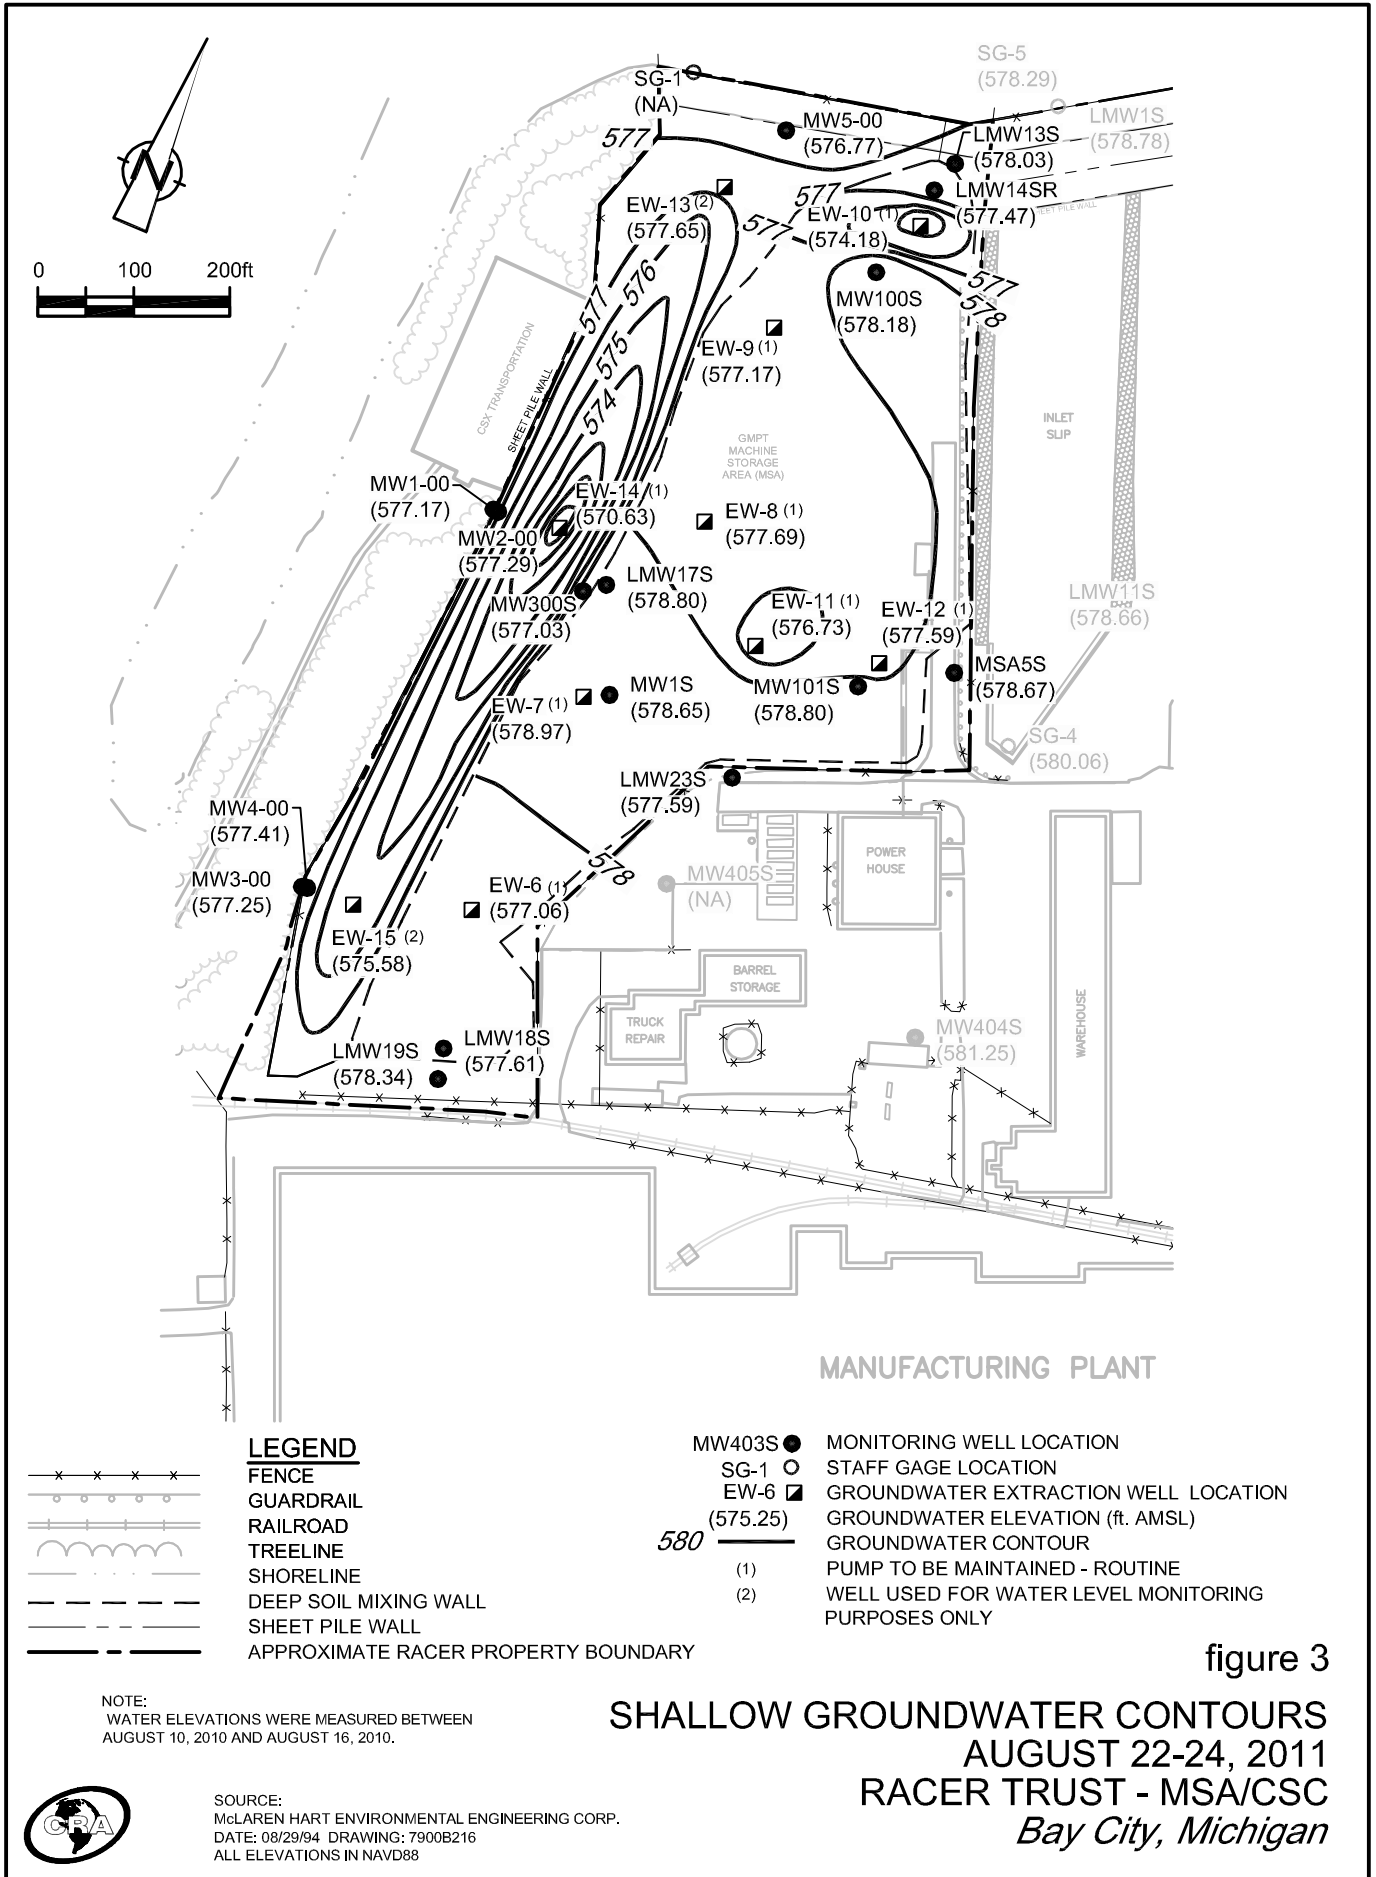 SG-5
(578.29)
SG-1
(NA)
LMW1S
(578.78)
MW5-00
(576.77)
LMW13S
(578.03)
577
N
EW-13 (2)
(577.65)
577
LMW14SR
(577.47)
SHEET PILE WALL
EW-10 (1)
(574.18)
577
0 100 200ft
576
577
577
578
MW100S
(578.18)
575
EW-9 (1)
(577.17)
CSX TRANSPORTATION
SHEET PILE WALL
574
INLET
SLIP
GMPT
MACHINE
STORAGE
AREA (MSA)
MW1-00
(577.17)
EW-14 (1)
(570.63)
EW-8 (1)
(577.69)
MW2-00
(577.29)
LMW17S
(578.80)
MW300S
(577.03)
EW-11 (1)
(576.73)
EW-12 (1)
(577.59)
LMW11S
(578.66)
MSA5S
(578.67)
MW1S
(578.65)
MW101S
(578.80)
EW-7 (1)
(578.97)
SG-4
(580.06)
LMW23S
(577.59)
MW4-00
(577.41)
578
POWER
HOUSE
MW405S
(NA)
MW3-00
(577.25)
EW-6 (1)
(577.06)
EW-15 (2)
(575.58)
BARREL
STORAGE
TRUCK
REPAIR
MW404S
(581.25)
WAREHOUSE
LMW18S
(577.61)
LMW19S
(578.34)
MANUFACTURING PLANT
LEGEND
FENCE
GUARDRAIL
RAILROAD
TREELINE
SHORELINE
DEEP SOIL MIXING WALL
SHEET PILE WALL
APPROXIMATE RACER PROPERTY BOUNDARY
MW403S MONITORING WELL LOCATION
SG-1 STAFF GAGE LOCATION
EW-6 GROUNDWATER EXTRACTION WELL LOCATION
(575.25) GROUNDWATER ELEVATION (ft. AMSL)
580 GROUNDWATER CONTOUR
(1) PUMP TO BE MAINTAINED - ROUTINE
(2) WELL USED FOR WATER LEVEL MONITORING
PURPOSES ONLY
figure 3
NOTE:
WATER ELEVATIONS WERE MEASURED BETWEEN
AUGUST 10, 2010 AND AUGUST 16, 2010.
SHALLOW GROUNDWATER CONTOURS
AUGUST 22-24, 2011
RACER TRUST - MSA/CSC
Bay City, Michigan
CRA
SOURCE:
McLAREN HART ENVIRONMENTAL ENGINEERING CORP.
DATE: 08/29/94 DRAWING: 7900B216
ALL ELEVATIONS IN NAVD88